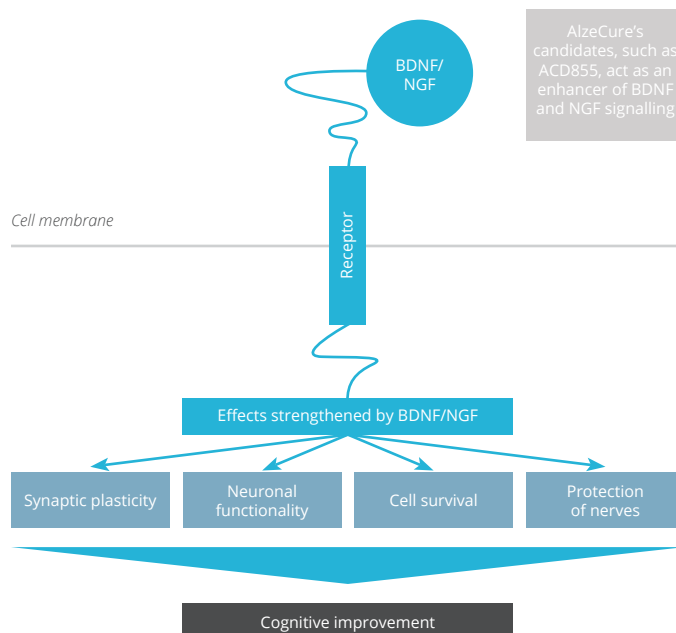 BDNF/
NGF
AlzeCure's
candidates, such as
ACD855, act as an
enhancer of BDNF
and NGF signalling
Cell membrane
Receptor
Effects strengthened by BDNF/NGF
Synaptic plasticity
Neuronal
functionality
Cell survival
Protection
of nerves
Cognitive improvement